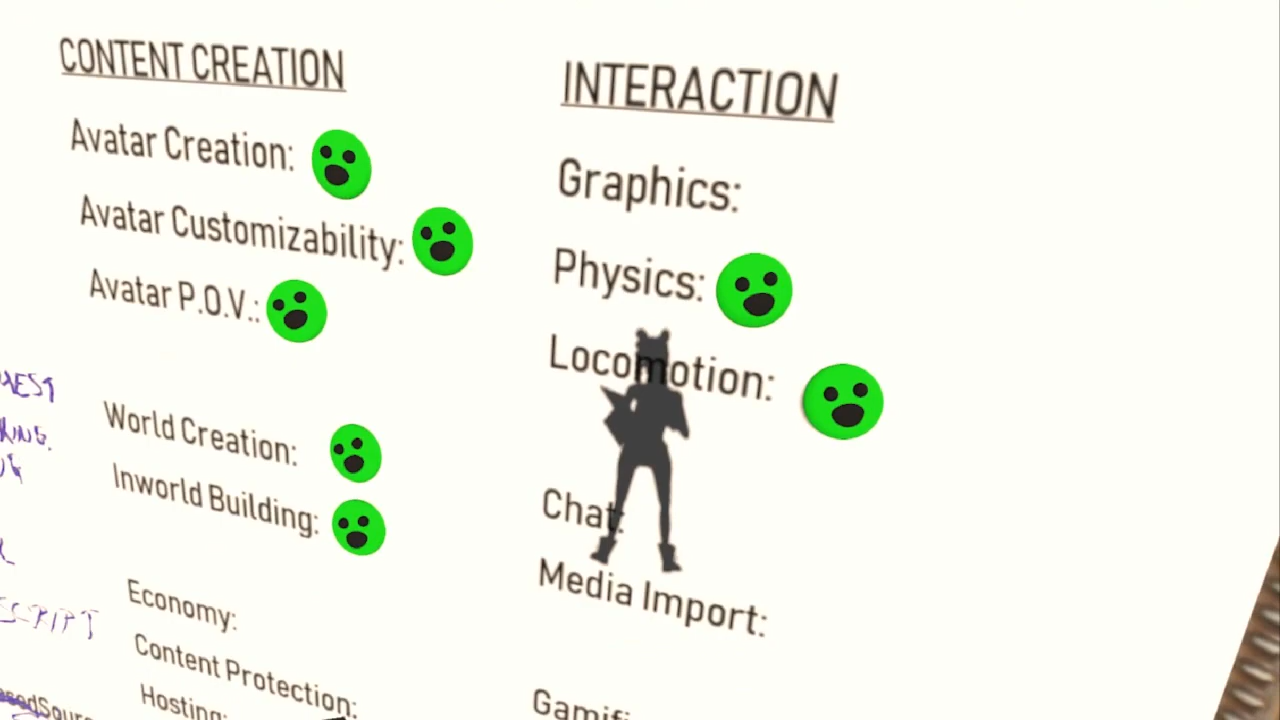 CONTENT CREATION
Avatar Creation:
Avatar Customizability:
Avatar P.O.V.:
World Creation:
Inworld Building:
Economy:
Content Protection:
Hosting:
INTERACTION
Graphics:
Physics:
Locomotion:
Chat:
Media Import:
SCRIPT